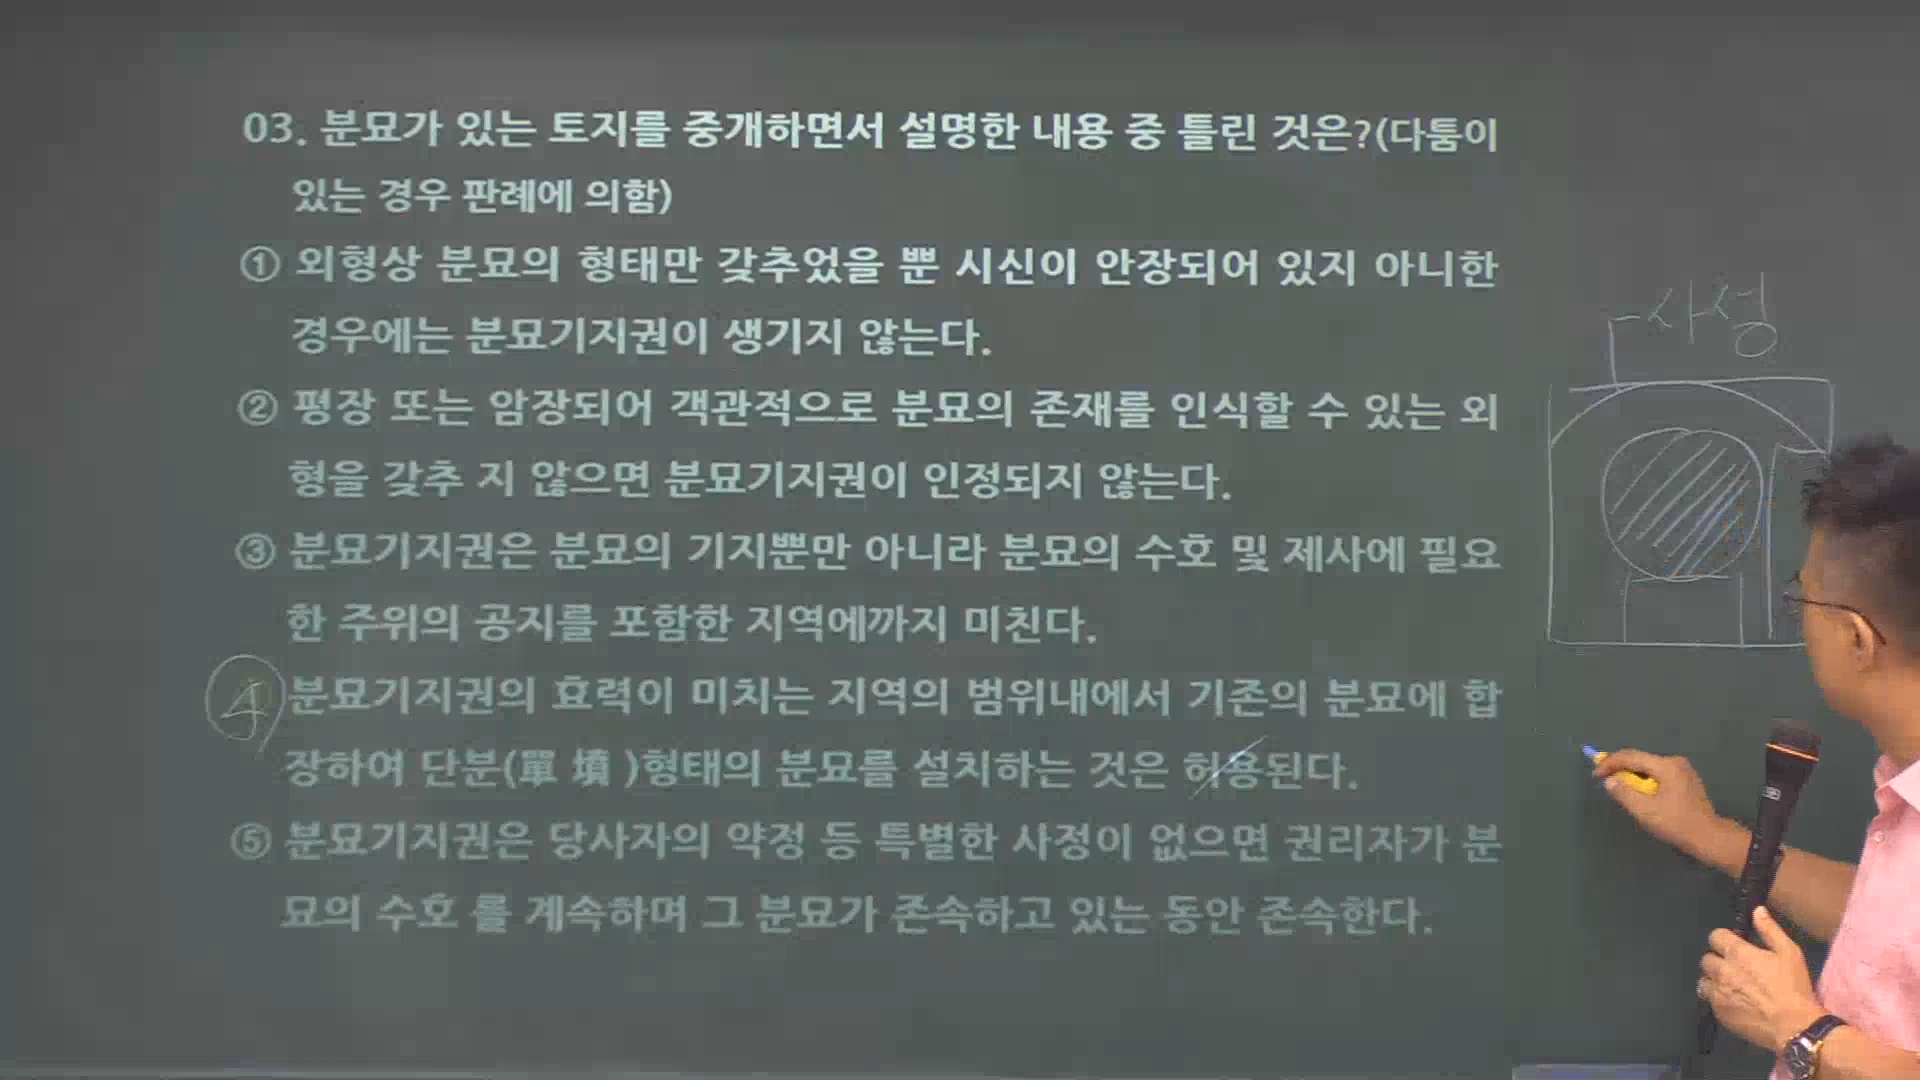 03. 분묘가 있는 토지를 중개하면서 설명한 내용 중 틀린 것은?(다툼이
있는 경우 판례에 의함)
① 외형상 분묘의 형태만 갖추었을 뿐 시신이 안장되어 있지 아니한
경우에는 분묘기지권이 생기지 않는다.
② 평장 또는 암장되어 객관적으로 분묘의 존재를 인식할 수 있는 외
형을 갖추 지 않으면 분묘기지권이 인정되지 않는다.
③ 분묘기지권은 분묘의 기지뿐만 아니라 분묘의 수호 및 제사에 필요
한 주위의 공지를 포함한 지역에까지 미친다.
④ 분묘기지권의 효력이 미치는 지역의 범위내에서 기존의 분묘에 합
장하여 단분(單 墳 )형태의 분묘를 설치하는 것은 허용된다.
⑤ 분묘기지권은 당사자의 약정 등 특별한 사정이 없으면 권리자가 분
묘의 수호 를 계속하며 그 분묘가 존속하고 있는 동안 존속한다.
사성